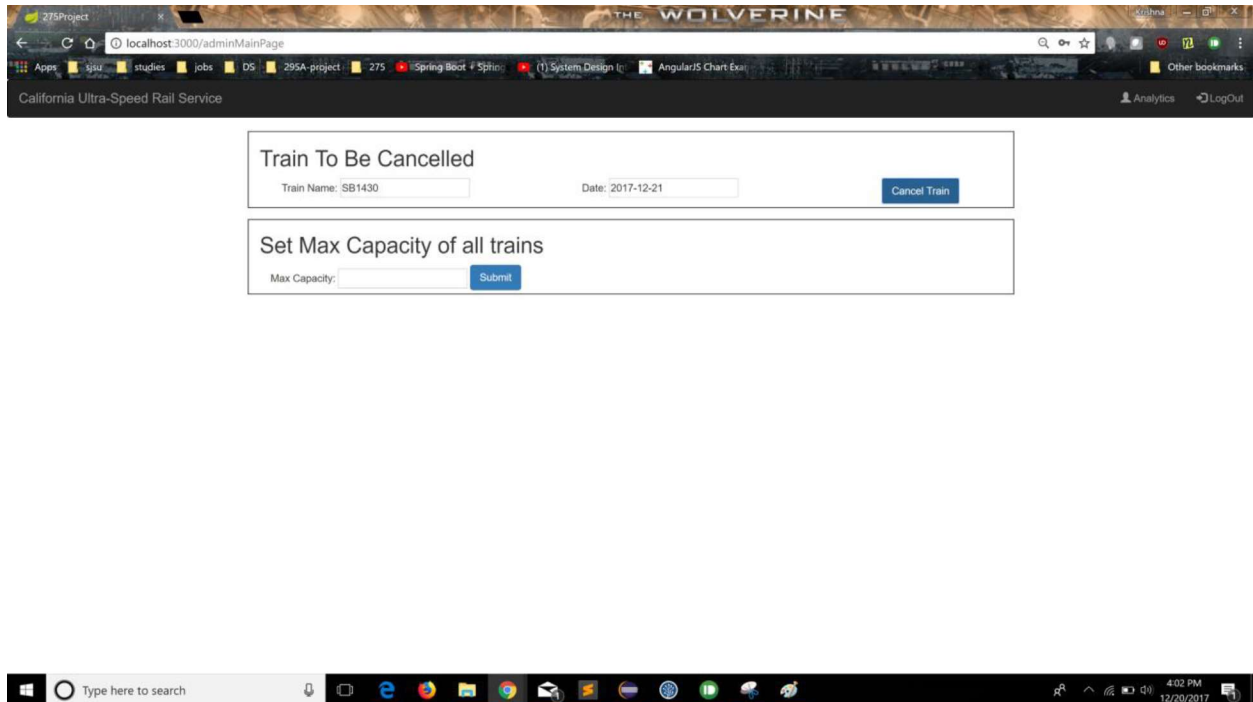 275Project
THE WOLVERINE
Krishna
localhost:3000/adminMainPage
Apps sjsu studies jobs DS 295A-project 275 Spring Boot + Spring (1) System Design In AngularJS Chart Exa Other bookmarks
California Ultra-Speed Rail Service Analytics LogOut
Train To Be Cancelled
Train Name: SB1430 Date: 2017-12-21 Cancel Train
Set Max Capacity of all trains
Max Capacity: Submit
Type here to search
4:02 PM
12/20/2017